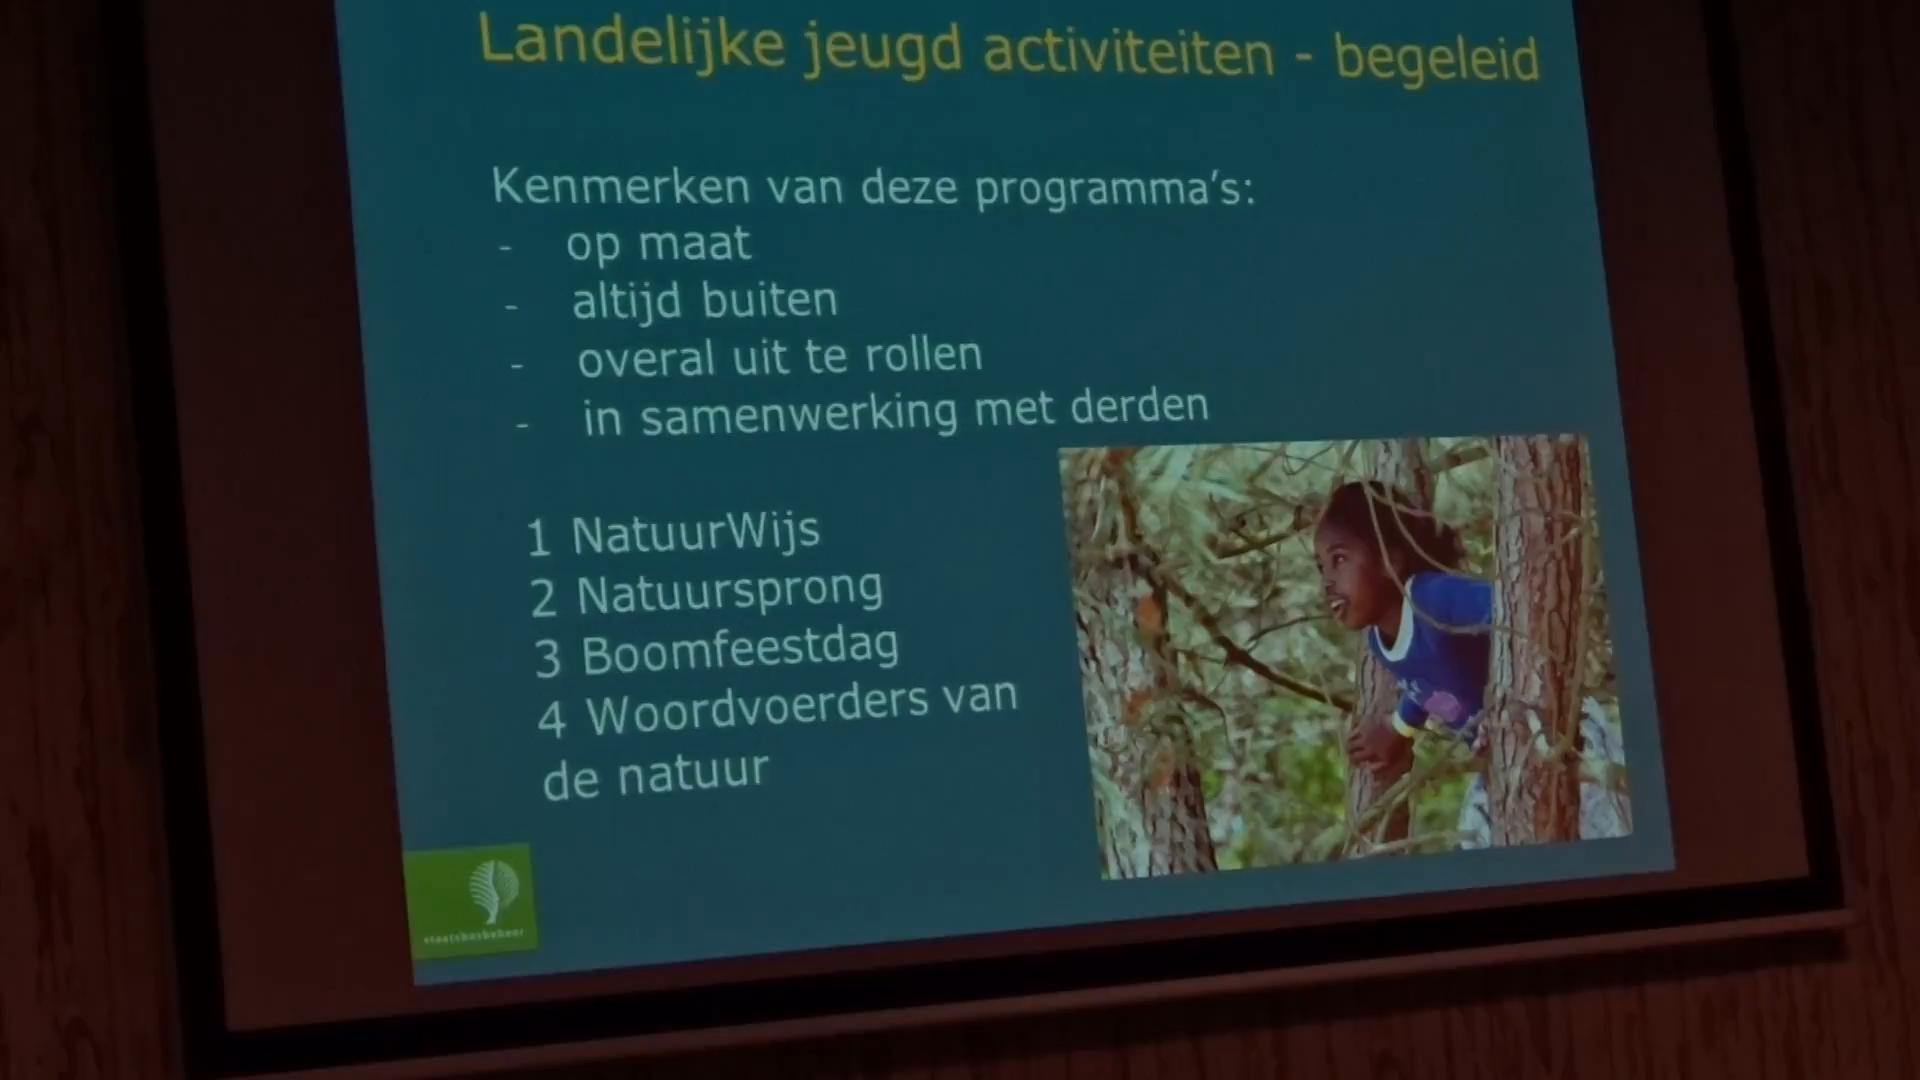 Landelijke jeugd activiteiten - begeleid
Kenmerken van deze programma's:
- op maat
- altijd buiten
- overal uit te rollen
- in samenwerking met derden
1 NatuurWijs
2 Natuursprong
3 Boomfeestdag
4 Woordvoerders van
de natuur
staatsbosbeheer